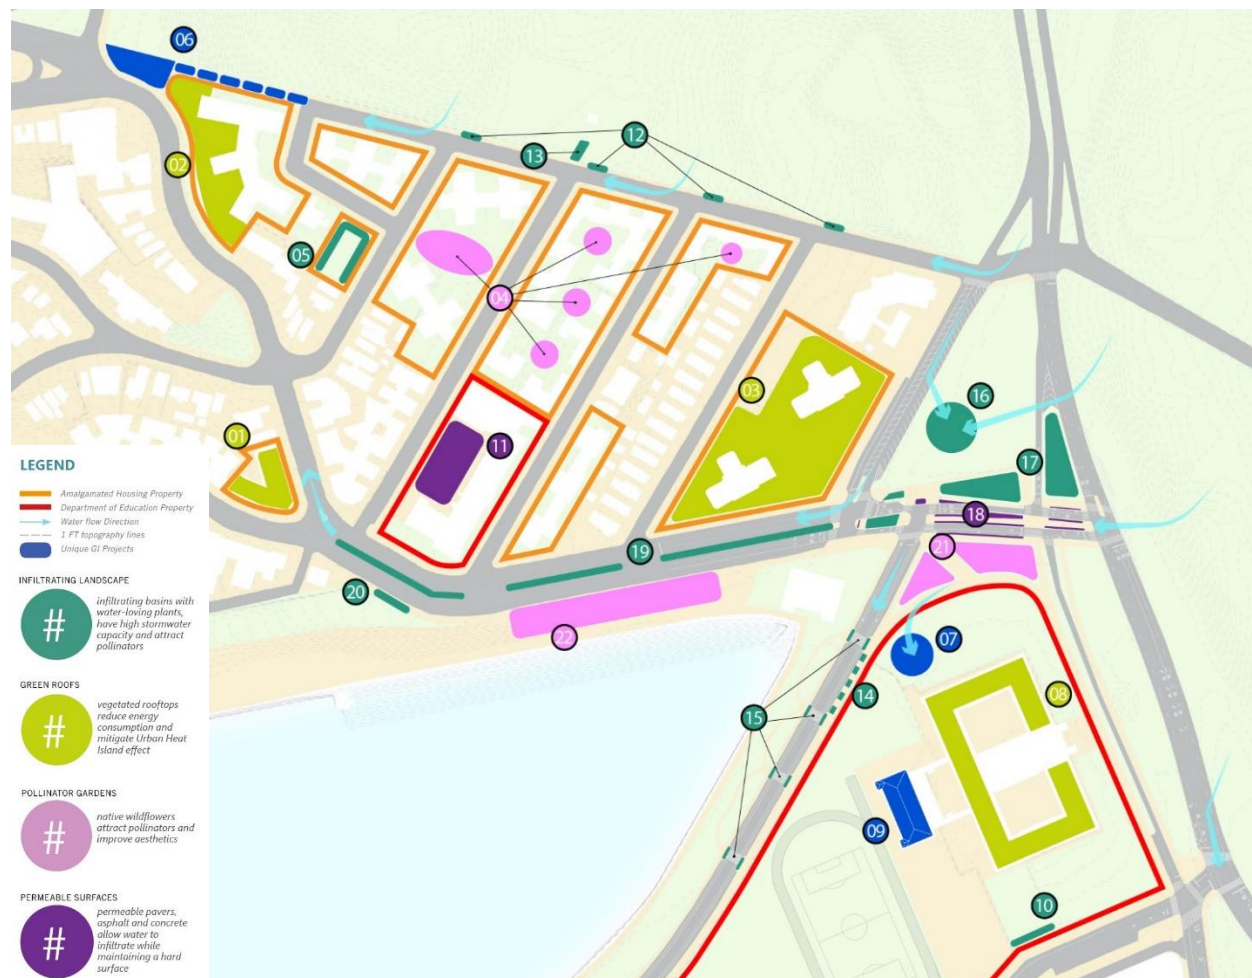 06
12
13
02
05
04
03
16
01
11
17
18
19
21
20
22
07
14
08
15
09
10
LEGEND
Amalgamated Housing Property
Department of Education Property
Water flow Direction
1 FT topography lines
Unique GI Projects
INFILTRATING LANDSCAPE
#
infiltrating basins with
water-loving plants,
have high stormwater
capacity and attract
pollinators
GREEN ROOFS
#
vegetated rooftops
reduce energy
consumption and
mitigate Urban Heat
Island effect
POLLINATOR GARDENS
#
native wildflowers
attract pollinators and
improve aesthetics
PERMEABLE SURFACES
#
permeable pavers,
asphalt and concrete
allow water to
infiltrate while
maintaining a hard
surface